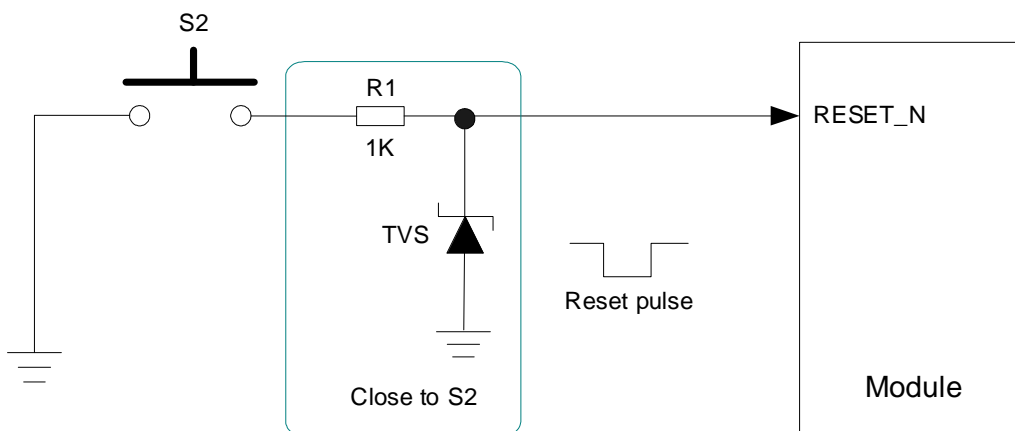 S2
R1
1K
RESET_N
TVS
Reset pulse
Close to S2
Module